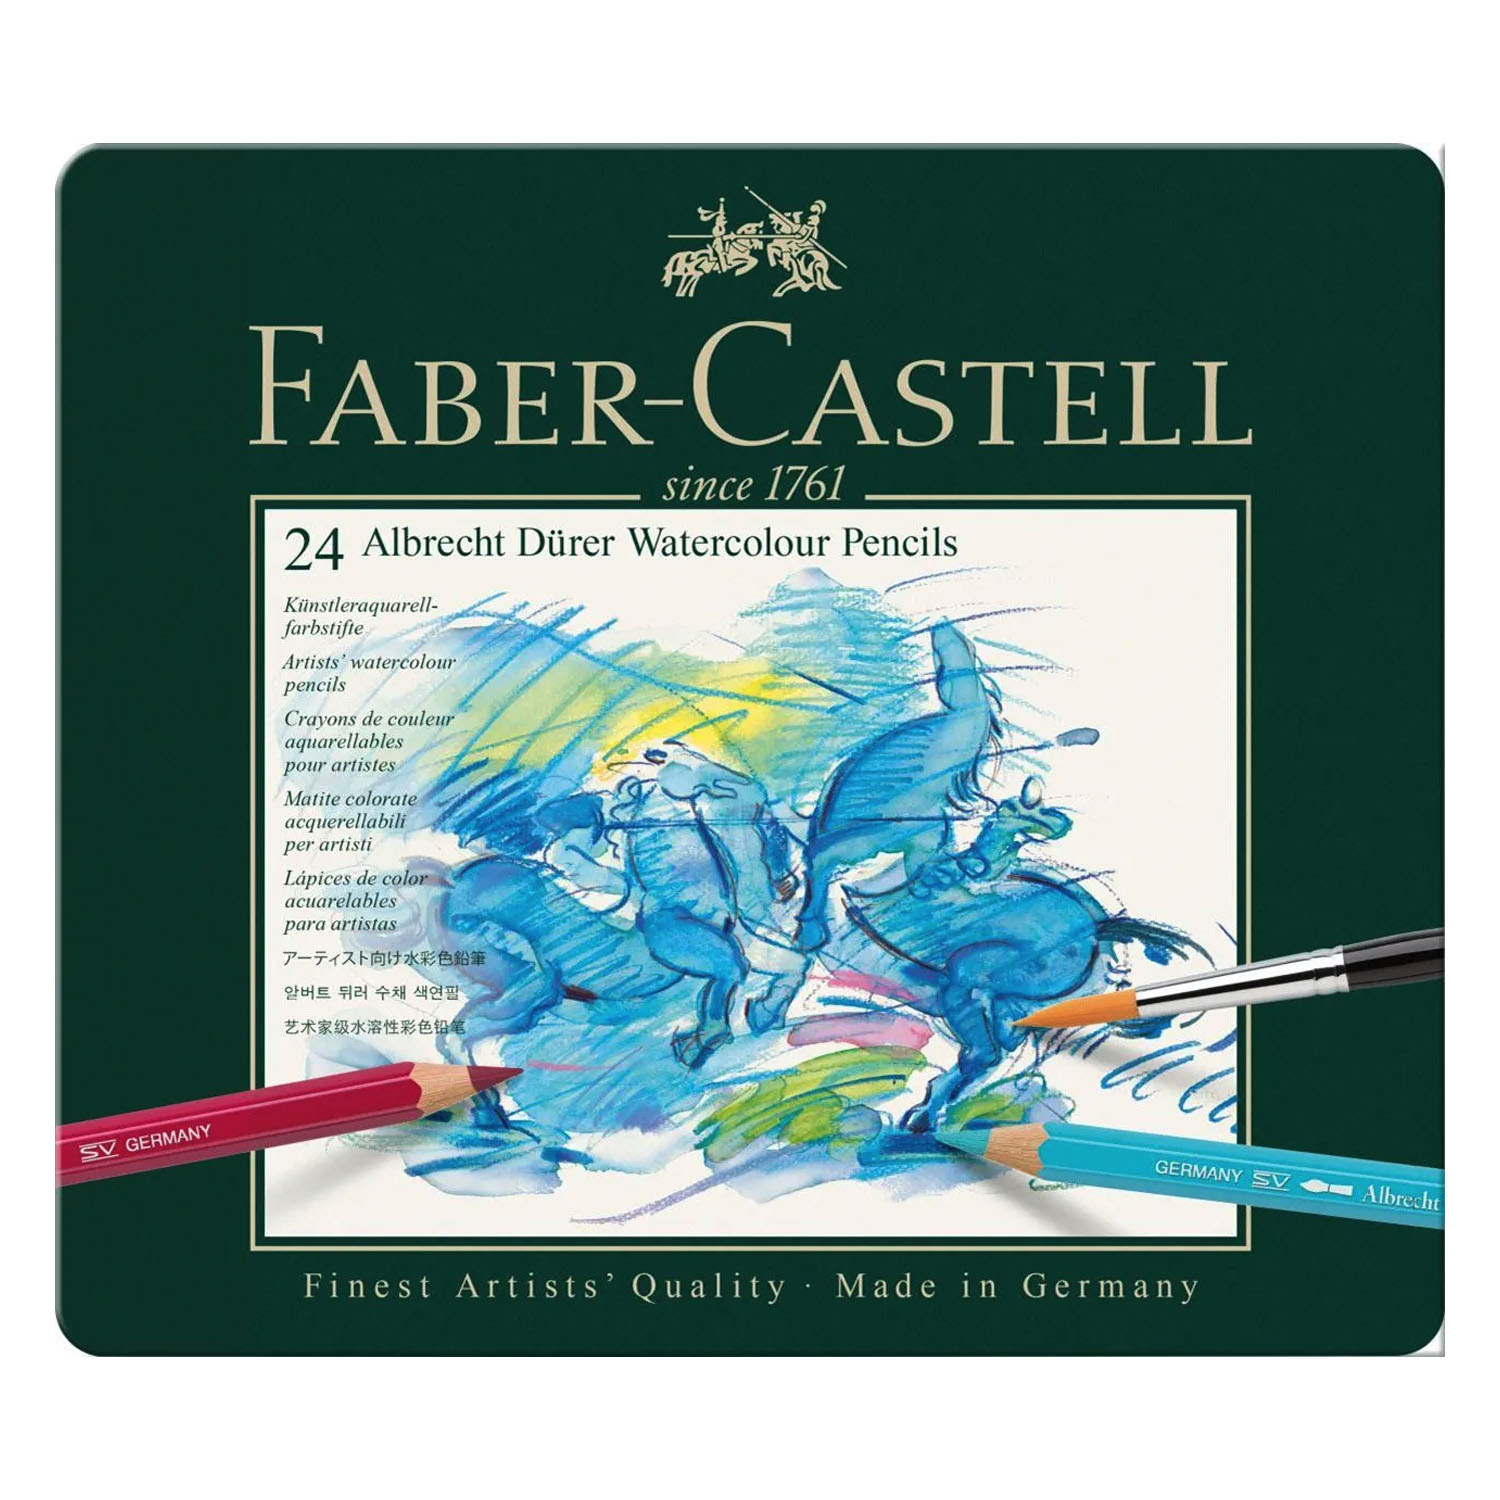 FABER-CASTELL
since 1761
24 Albrecht Dürer Watercolour Pencils
Künstleraquarell-
farbstifte
Artists' watercolour
pencils
Crayons de couleur
aquarellables
pour artistes
Matite colorate
acquerellabili
per artisti
Lápices de color
acuarelables
para artistas
アーティスト向け水彩色鉛筆
알버트 뒤러 수채 색연필
艺术家级水溶性彩色铅笔
SV GERMANY
GERMANY SV Albrecht
Finest Artists' Quality · Made in Germany